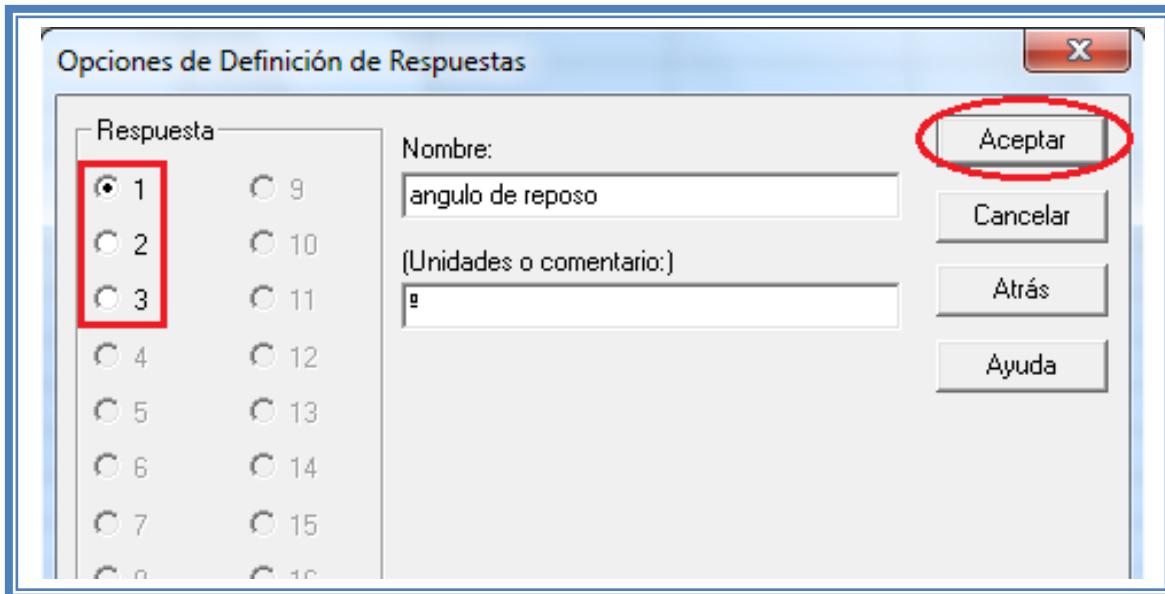 Opciones de Definición de Respuestas
Respuesta
1
9
2
10
3
11
4
12
5
13
6
14
7
15
Nombre:
angulo de reposo
(Unidades o comentario:)
º
Aceptar
Cancelar
Atrás
Ayuda